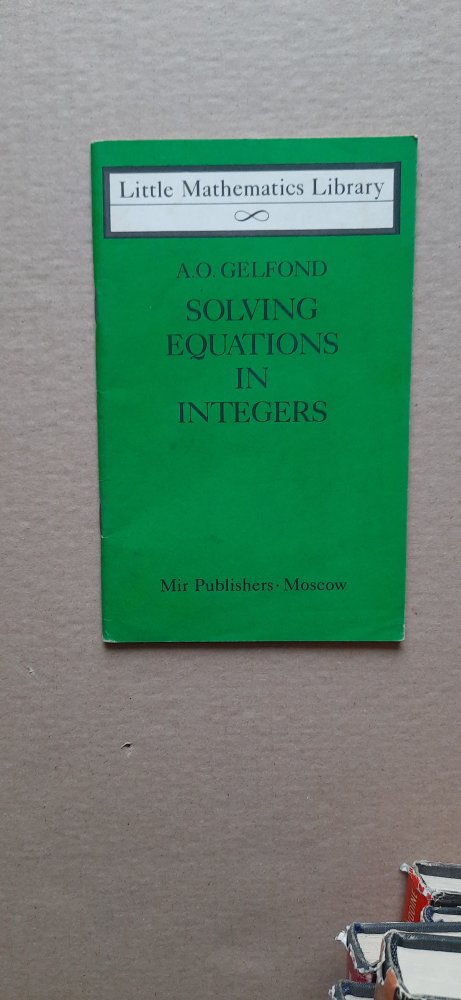 Little Mathematics Library
A.O. GELFOND
SOLVING
EQUATIONS
IN
INTEGERS
Mir Publishers·Moscow